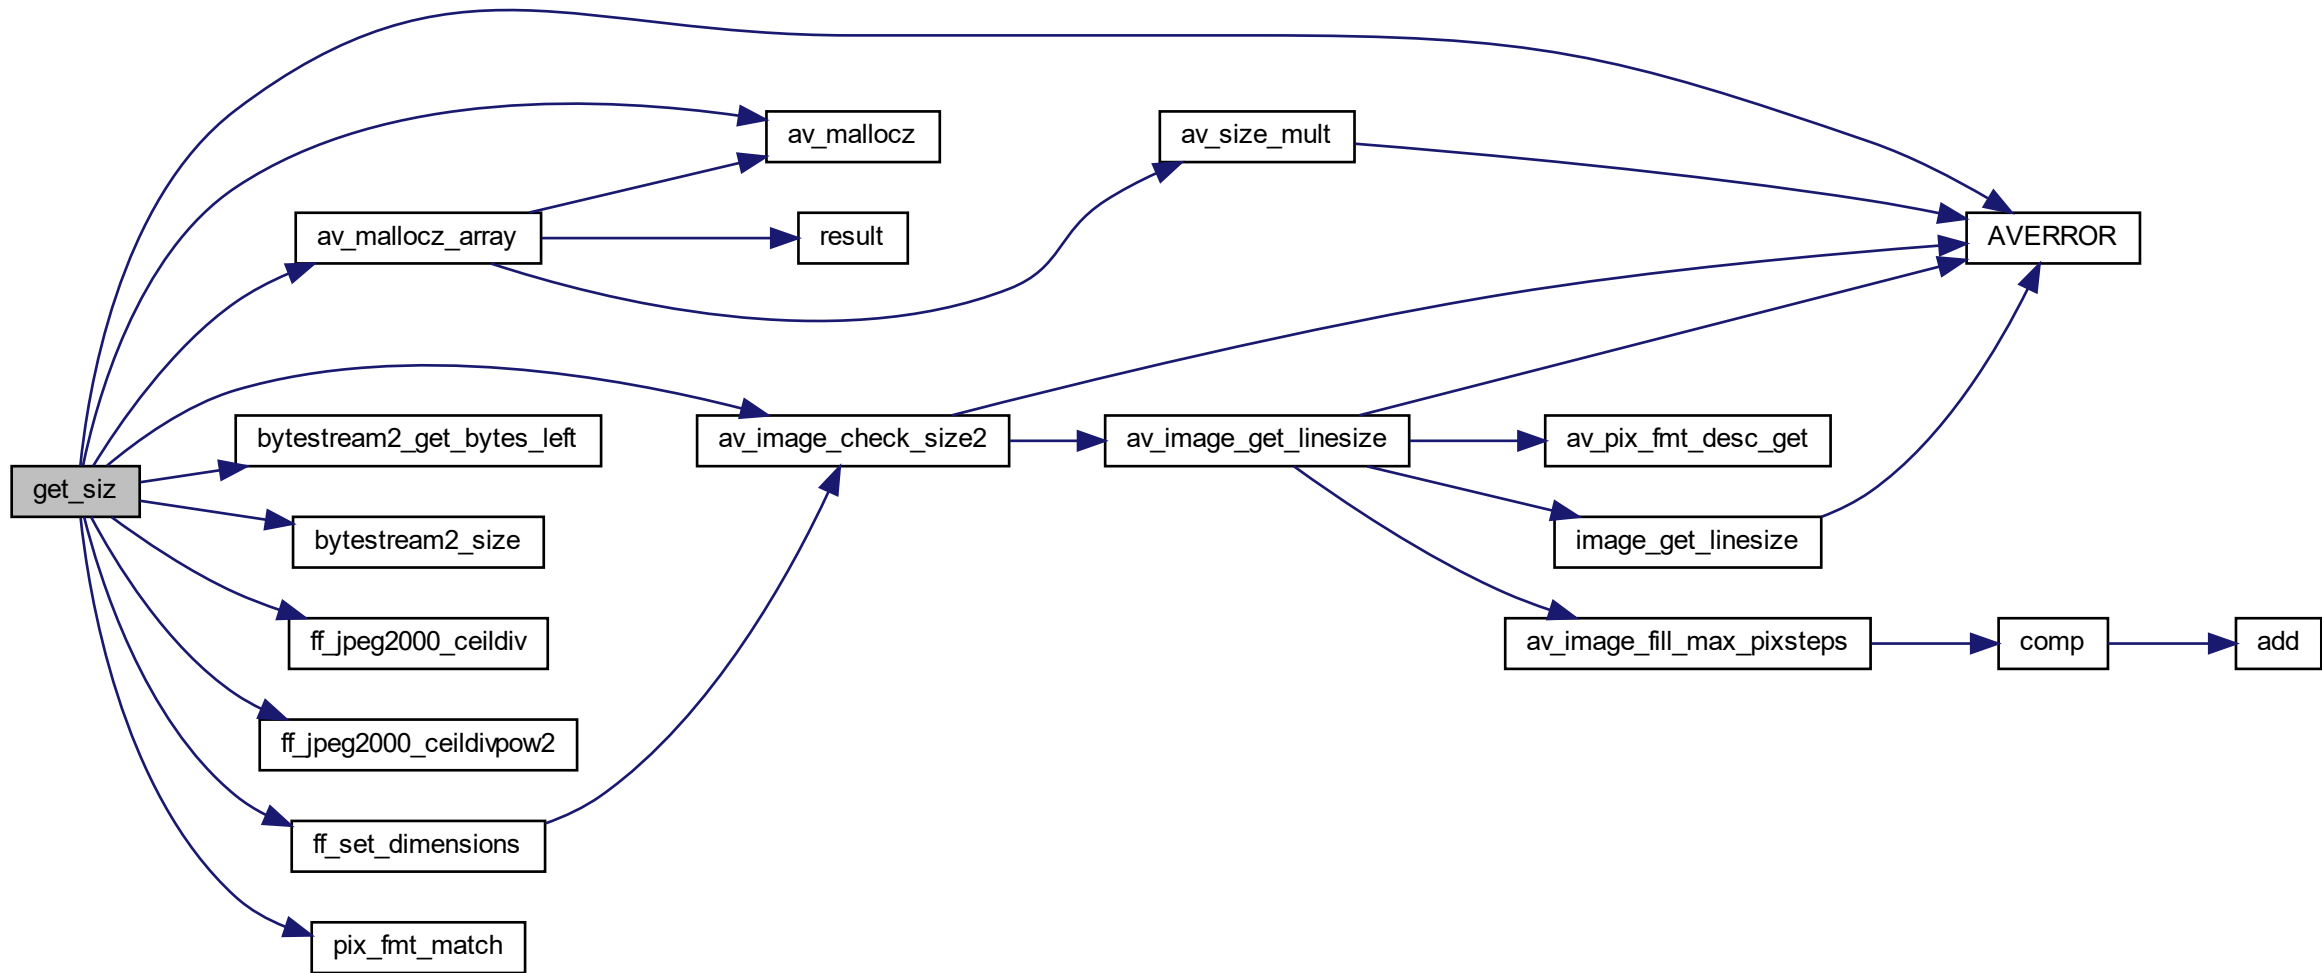 av_mallocz
av_size_mult
av_mallocz_array
result
AVERROR
bytestream2_get_bytes_left
av_image_check_size2
av_image_get_linesize
av_pix_fmt_desc_get
get_siz
bytestream2_size
image_get_linesize
ff_jpeg2000_ceildiv
av_image_fill_max_pixsteps
comp
add
ff_jpeg2000_ceildivpow2
ff_set_dimensions
pix_fmt_match